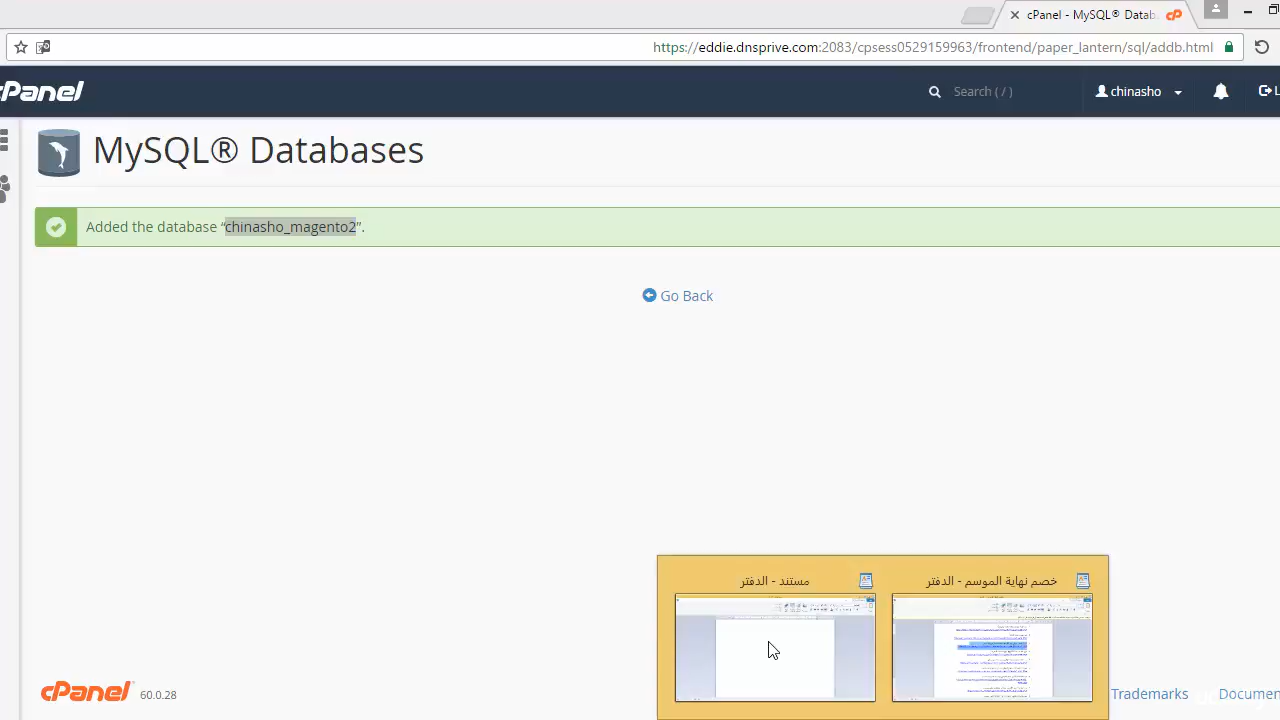 cPanel - MySQL® Datab
https://eddie.dnsprive.com:2083/cpsess0529159963/frontend/paper_lantern/sql/addb.html
cPanel
Search ( / )
chinasho
L
MySQL® Databases
Added the database “chinasho_magento2”.
Go Back
مستند - الدفتر
خصم نهاية الموسم - الدفتر
cPanel 60.0.28
Trademarks
Documen